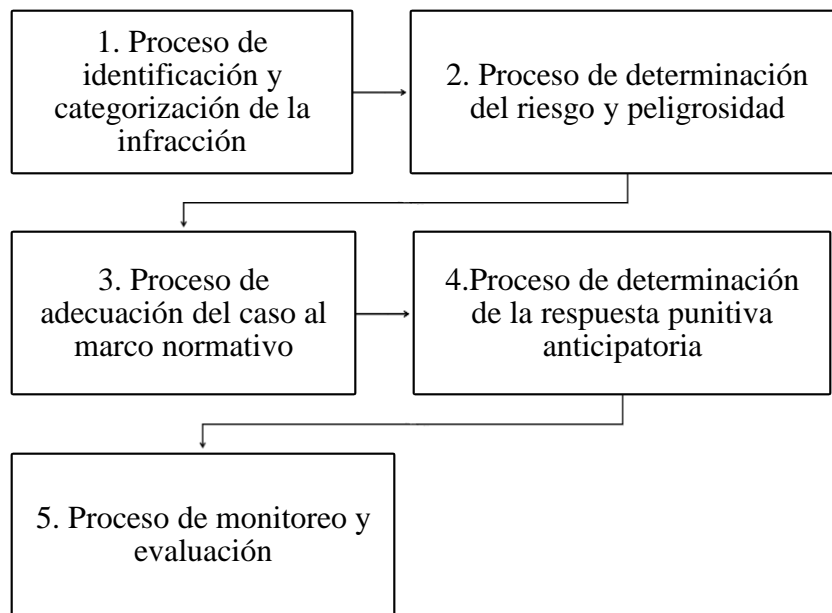 1. Proceso de
identificación y
categorización de la
infracción
2. Proceso de determinación
del riesgo y peligrosidad
3. Proceso de
adecuación del caso al
marco normativo
4.Proceso de determinación
de la respuesta punitiva
anticipatoria
5. Proceso de monitoreo y
evaluación